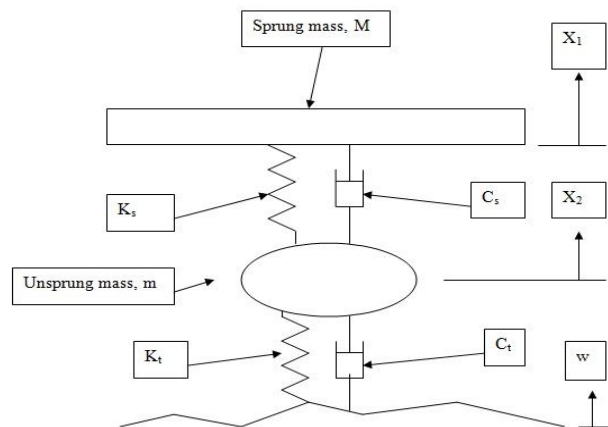 Sprung mass, M
X₁
Kₛ
Cₛ
X₂
Unsprung mass, m
Kₜ
Cₜ
w